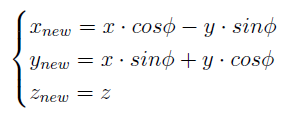 x_new = x · cosϕ − y · sinϕ
y_new = x · sinϕ + y · cosϕ
z_new = z